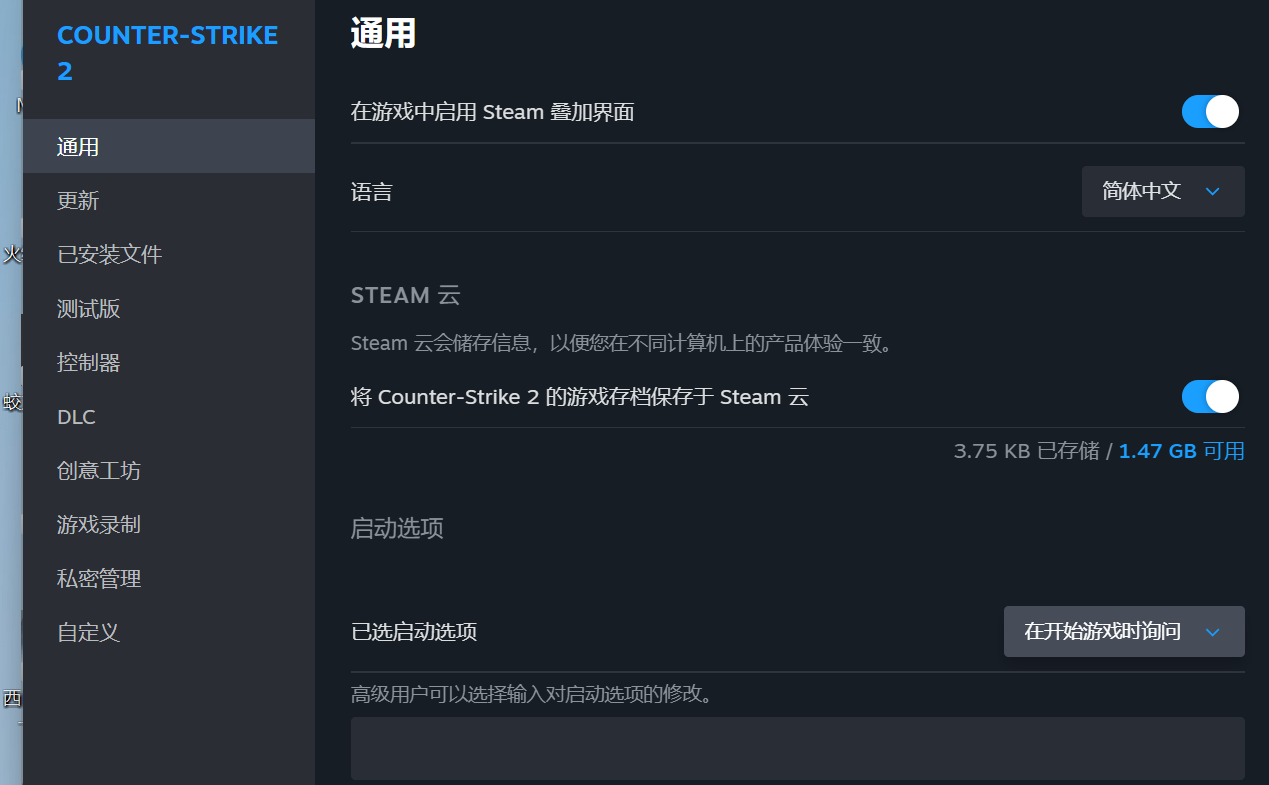 COUNTER-STRIKE
2
通用
更新
已安装文件
测试版
控制器
DLC
创意工坊
游戏录制
私密管理
自定义
通用
在游戏中启用 Steam 叠加界面
语言
简体中文
STEAM 云
Steam 云会储存信息，以便您在不同计算机上的产品体验一致。
将 Counter-Strike 2 的游戏存档保存于 Steam 云
3.75 KB 已存储 / 1.47 GB 可用
启动选项
已选启动选项
在开始游戏时询问
高级用户可以选择输入对启动选项的修改。
火
蛟
西